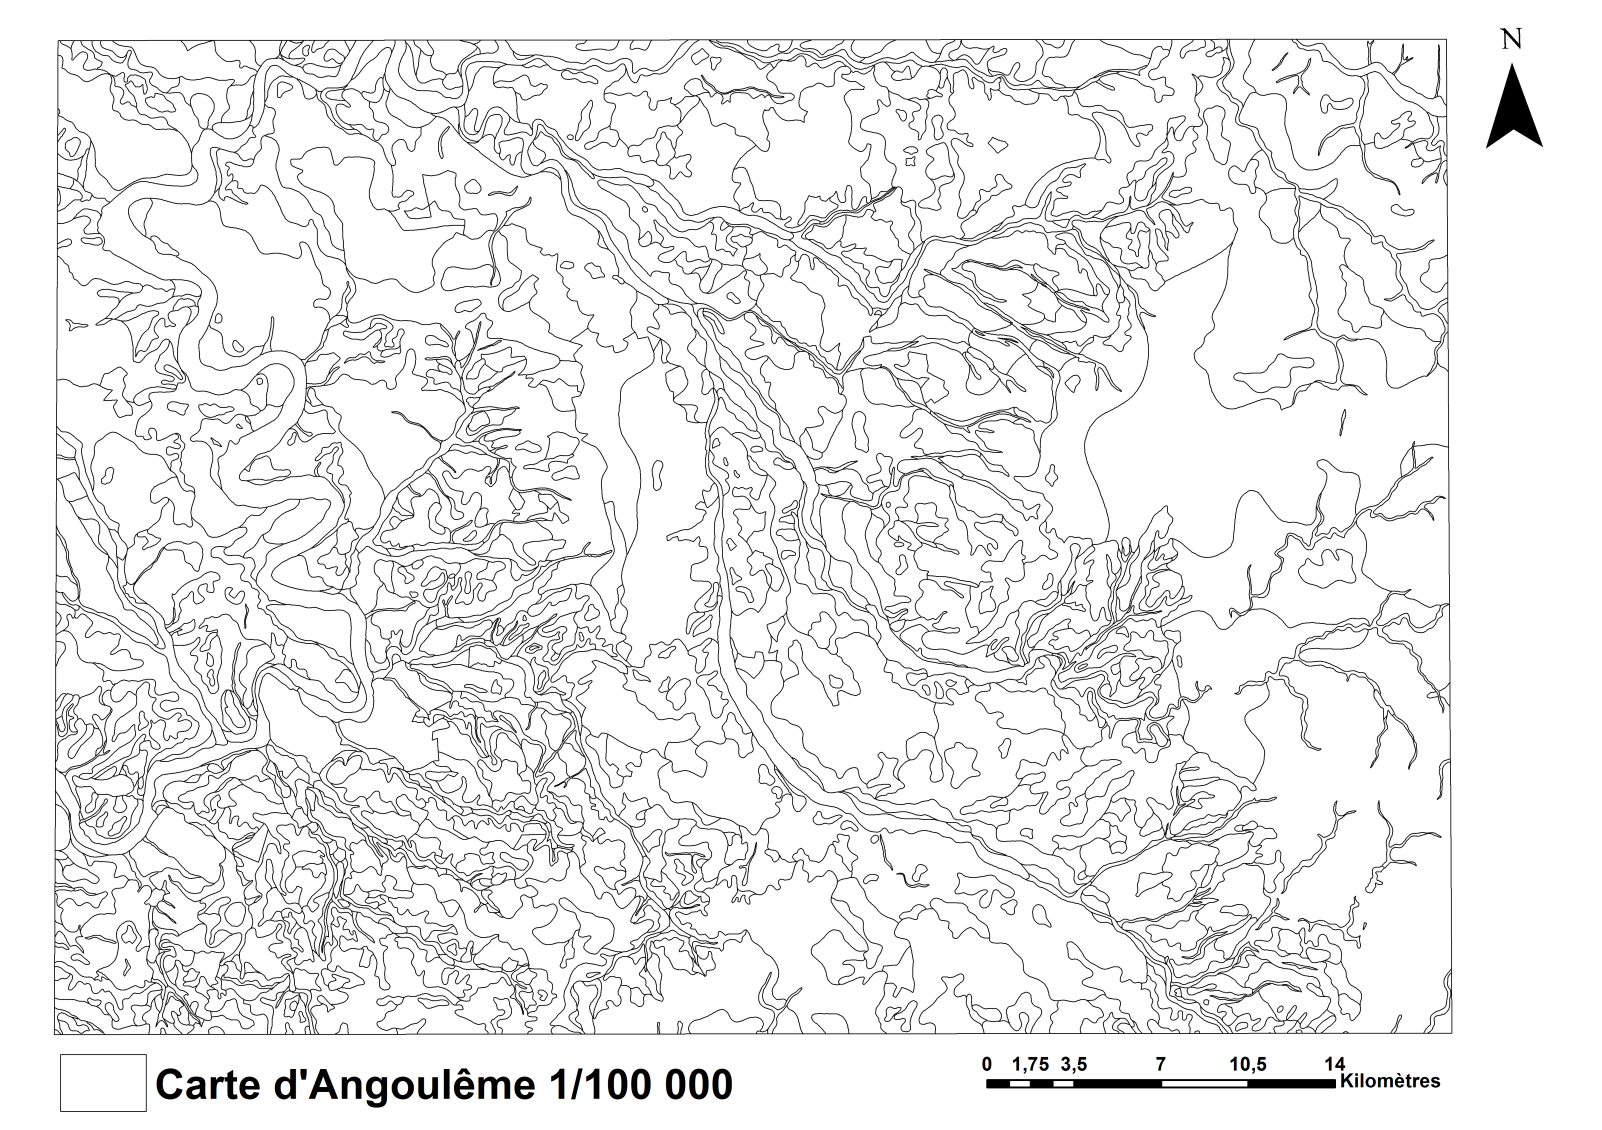 N
Carte d'Angoulême 1/100 000
0 1,75 3,5 7 10,5 14
Kilomètres